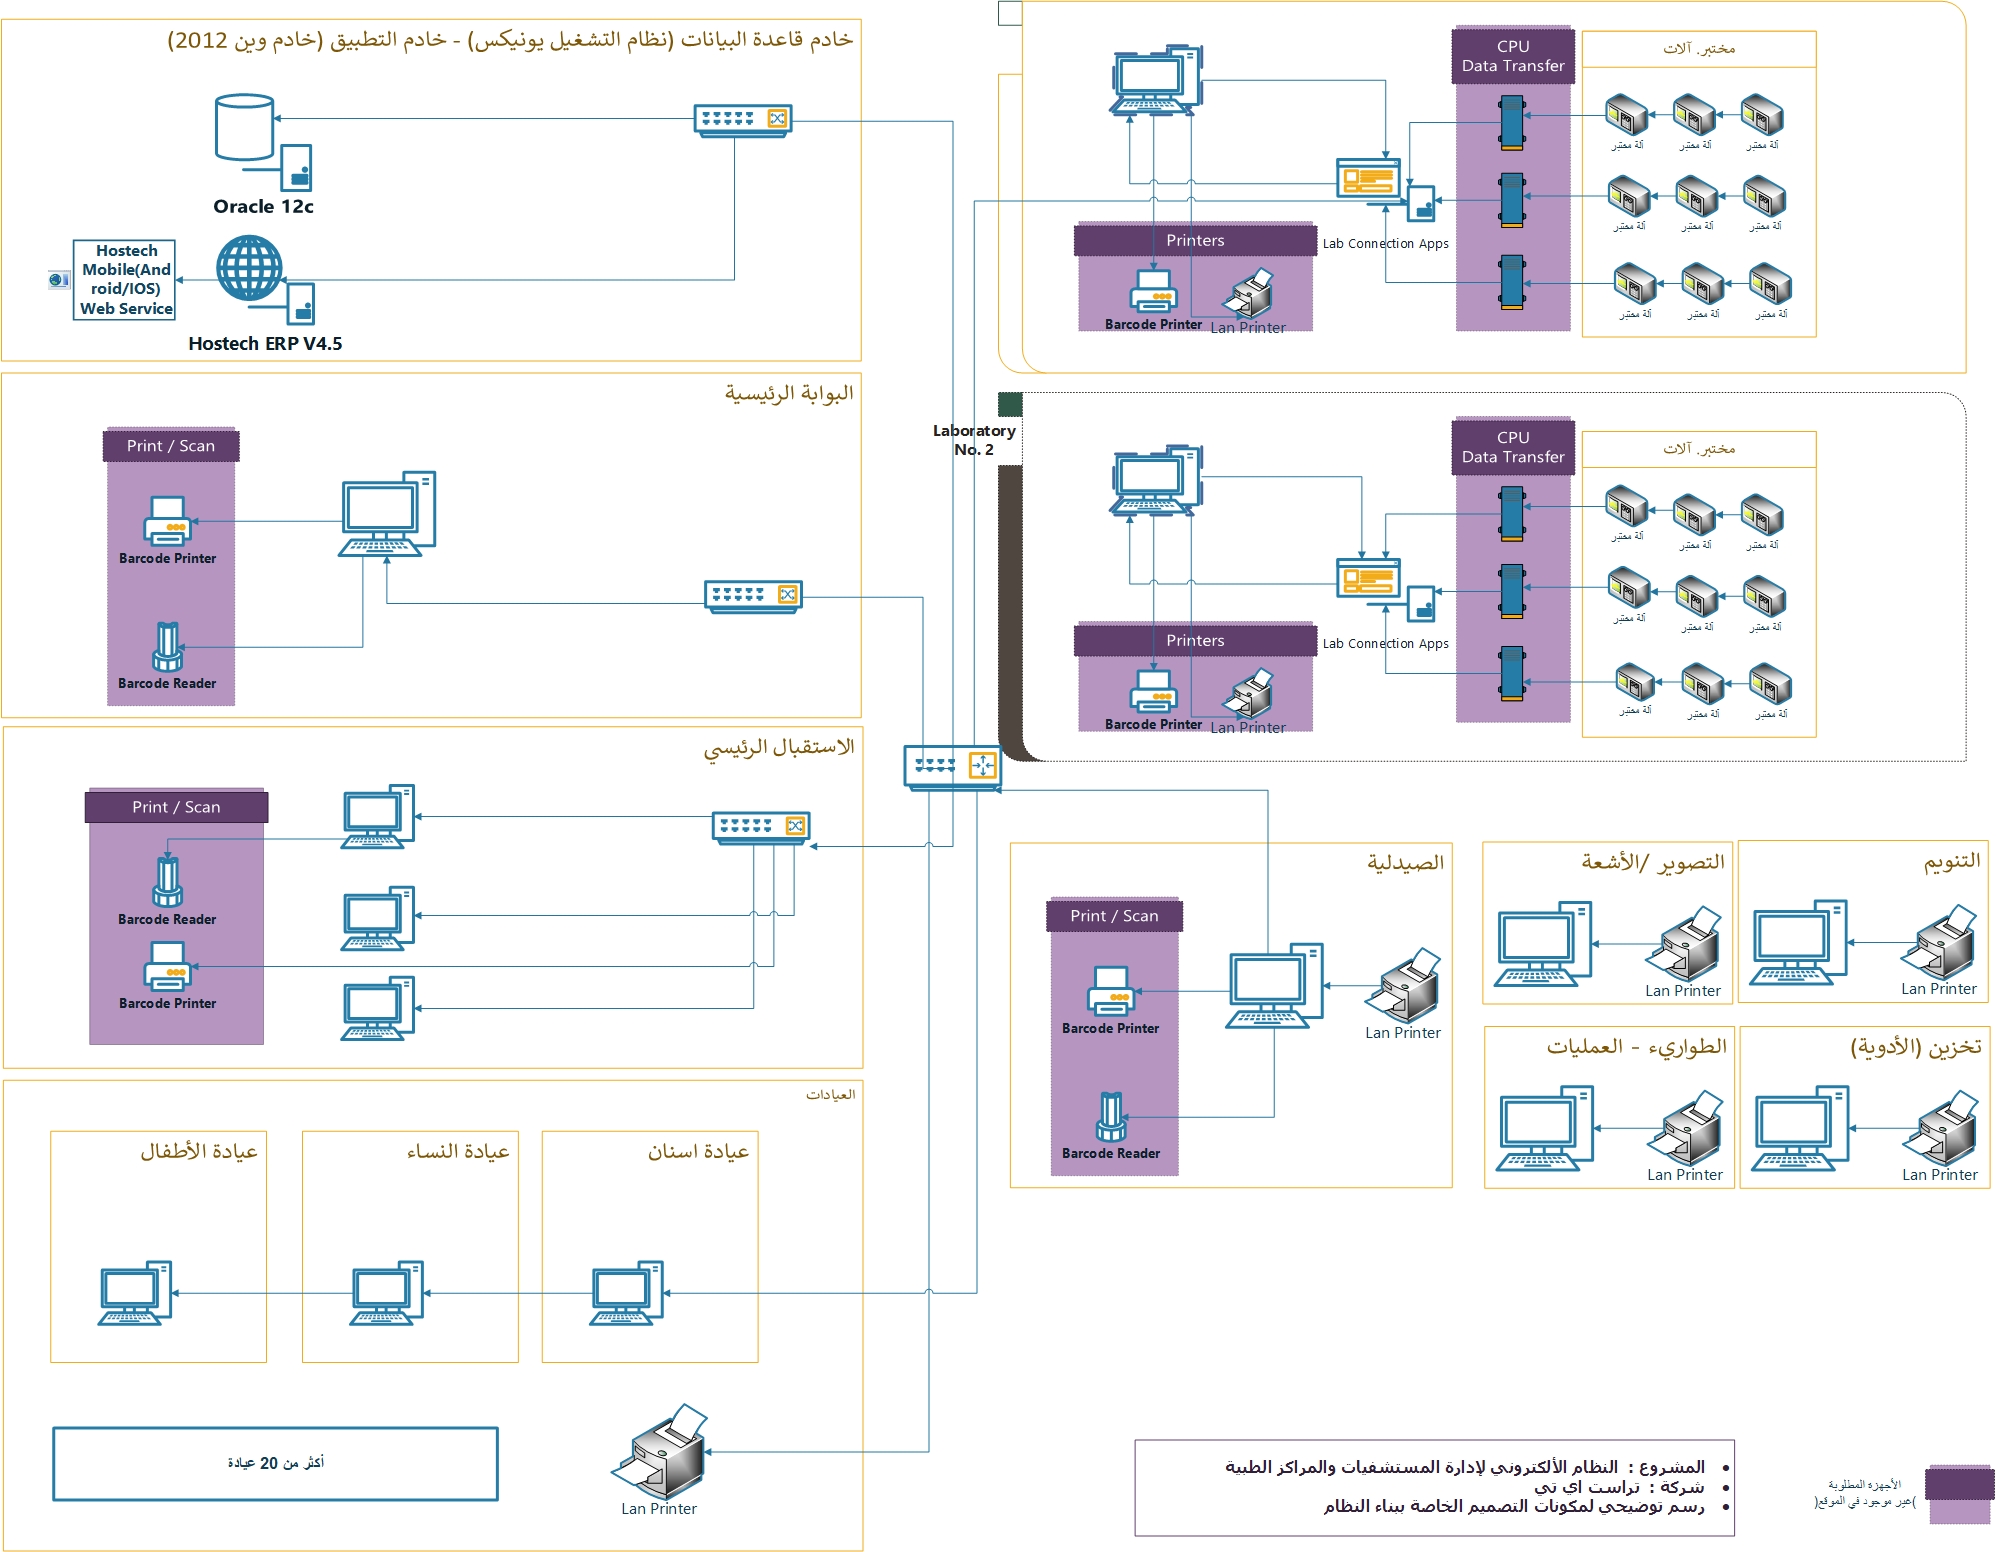 خادم قاعدة البيانات (نظام التشغيل يونيكس) - خادم التطبيق (خادم وين 2012)
Oracle 12c
Hostech
Mobile(And
roid/IOS)
Web Service
Hostech ERP V4.5
البوابة الرئيسية
Print / Scan
Barcode Printer
Barcode Reader
الاستقبال الرئيسي
Print / Scan
Barcode Reader
Barcode Printer
العيادات
عيادة اسنان
عيادة النساء
عيادة الأطفال
أكثر من 20 عيادة
Lan Printer
CPU
Data Transfer
مختبر. آلات
آلة مختبر
آلة مختبر
آلة مختبر
آلة مختبر
آلة مختبر
آلة مختبر
آلة مختبر
آلة مختبر
آلة مختبر
Lab Connection Apps
Printers
Barcode Printer
Lan Printer
Laboratory
No. 2
CPU
Data Transfer
مختبر. آلات
آلة مختبر
آلة مختبر
آلة مختبر
آلة مختبر
آلة مختبر
آلة مختبر
آلة مختبر
آلة مختبر
آلة مختبر
Lab Connection Apps
Printers
Barcode Printer
Lan Printer
الصيدلية
Print / Scan
Barcode Printer
Barcode Reader
Lan Printer
التصوير /الأشعة
Lan Printer
التنويم
Lan Printer
الطواريء - العمليات
Lan Printer
تخزين (الأدوية)
Lan Printer
• المشروع : النظام الألكتروني لإدارة المستشفيات والمراكز الطبية
• شركة : تراست اي تي
• رسم توضيحي لمكونات التصميم الخاصة ببناء النظام
الأجهزة المطلوبة
)غير موجود في الموقع(